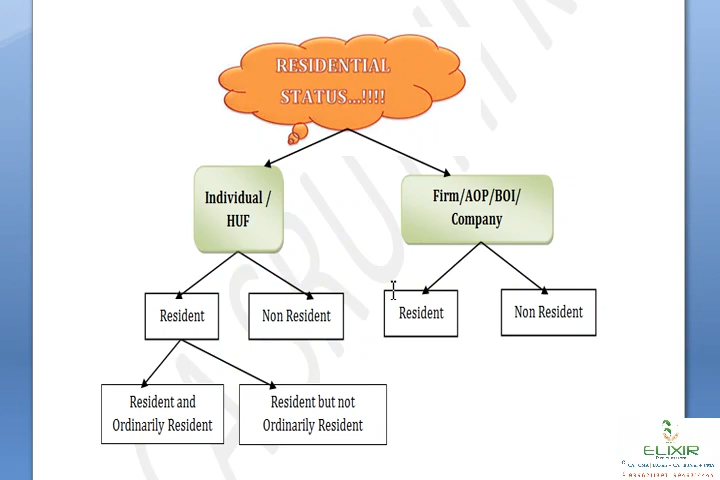 RESIDENTIAL
STATUS...!!!!
Individual /
HUF
Firm/AOP/BOI/
Company
Resident
Non Resident
Resident
Non Resident
Resident and
Ordinarily Resident
Resident but not
Ordinarily Resident
ELIXIR